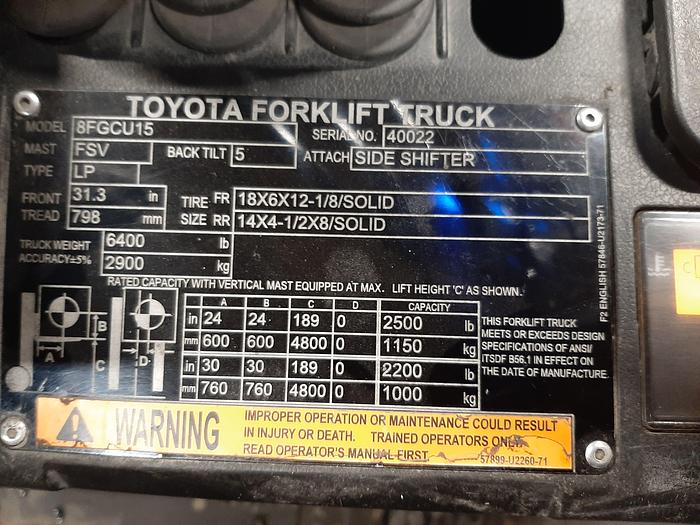 TOYOTA FORKLIFT TRUCK
MODEL 8FGCU15 SERIAL NO. 40022
MAST FSV BACK TILT 5 ATTACH SIDE SHIFTER
TYPE LP
FRONT TREAD 31.3 in TIRE SIZE FR 18X6X12-1/8/SOLID
798 mm RR 14X4-1/2X8/SOLID
TRUCK WEIGHT 6400 lb
ACCURACY±5% 2900 kg
RATED CAPACITY WITH VERTICAL MAST EQUIPPED AT MAX. LIFT HEIGHT 'C' AS SHOWN.
A B C D CAPACITY
in 24 24 189 0 2500 lb
mm 600 600 4800 0 1150 kg
in 30 30 189 0 2200 lb
mm 760 760 4800 0 1000 kg
A B C D
THIS FORKLIFT TRUCK
MEETS OR EXCEEDS DESIGN
SPECIFICATIONS OF ANSI/
ITSDF B56.1 IN EFFECT ON
THE DATE OF MANUFACTURE.
F2 ENGLISH 57846-U2173-71
WARNING
IMPROPER OPERATION OR MAINTENANCE COULD RESULT
IN INJURY OR DEATH. TRAINED OPERATORS ONLY.
READ OPERATOR'S MANUAL FIRST.
57899-U2260-71